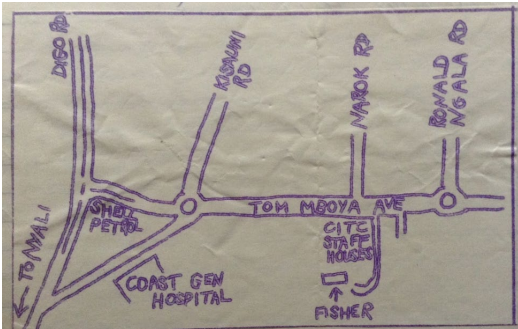 DIGO RD
KISAUNI
RD
NAROK RD
RONALD
NGALA RD
SHELL
PETROL
TOM MBOYA AVE
TO NYALI
CITC
STAFF
HOUSES
COAST GEN
HOSPITAL
FISHER